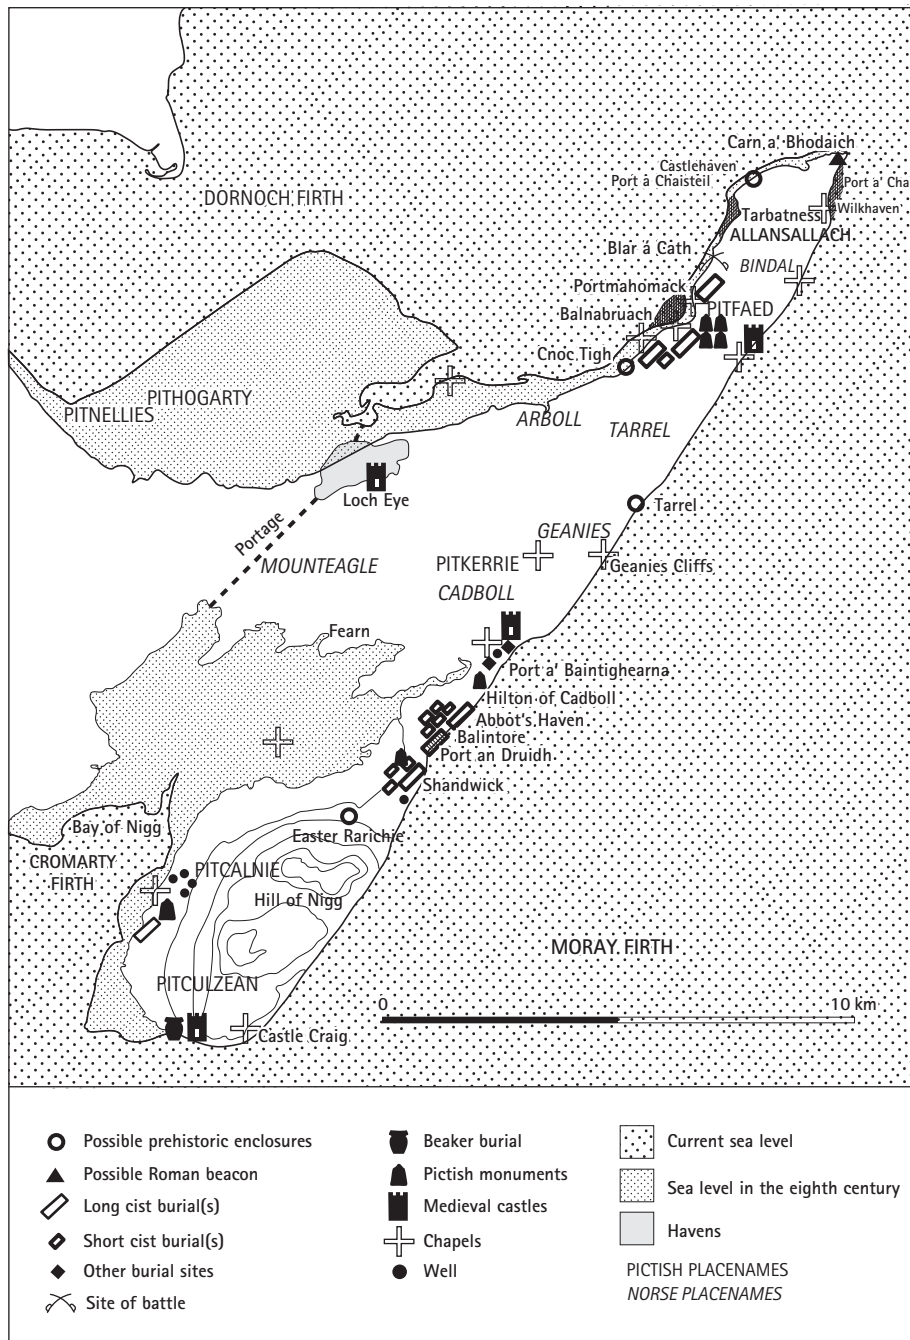 Carn a' Bhodaich
Castlehaven
Port à Chaisteil
Port a' Cha
DORNOCH FIRTH
Wilkhaven
Tarbatness
ALLANSALLACH
Blar á Cath
BINDAL
Portmahomack
PITFAED
Balnabruach
Cnoc Tigh
PITHOGARTY
PITNELLIES
ARBOLL
TARREL
Loch Eye
Tarrel
Portage
GEANIES
MOUNTEAGLE
PITKERRIE
Geanies Cliffs
CADBOLL
Fearn
Port a' Baintighearna
Hilton of Cadboll
Abbot's Haven
Balintore
Port an Druidh
Shandwick
Bay of Nigg
Easter Rarichie
CROMARTY
FIRTH
PITCALNIE
Hill of Nigg
MORAY FIRTH
PITCULZEAN
0 10 km
Castle Craig
Possible prehistoric enclosures
Possible Roman beacon
Long cist burial(s)
Short cist burial(s)
Other burial sites
Site of battle
Beaker burial
Pictish monuments
Medieval castles
Chapels
Well
Current sea level
Sea level in the eighth century
Havens
PICTISH PLACENAMES
NORSE PLACENAMES